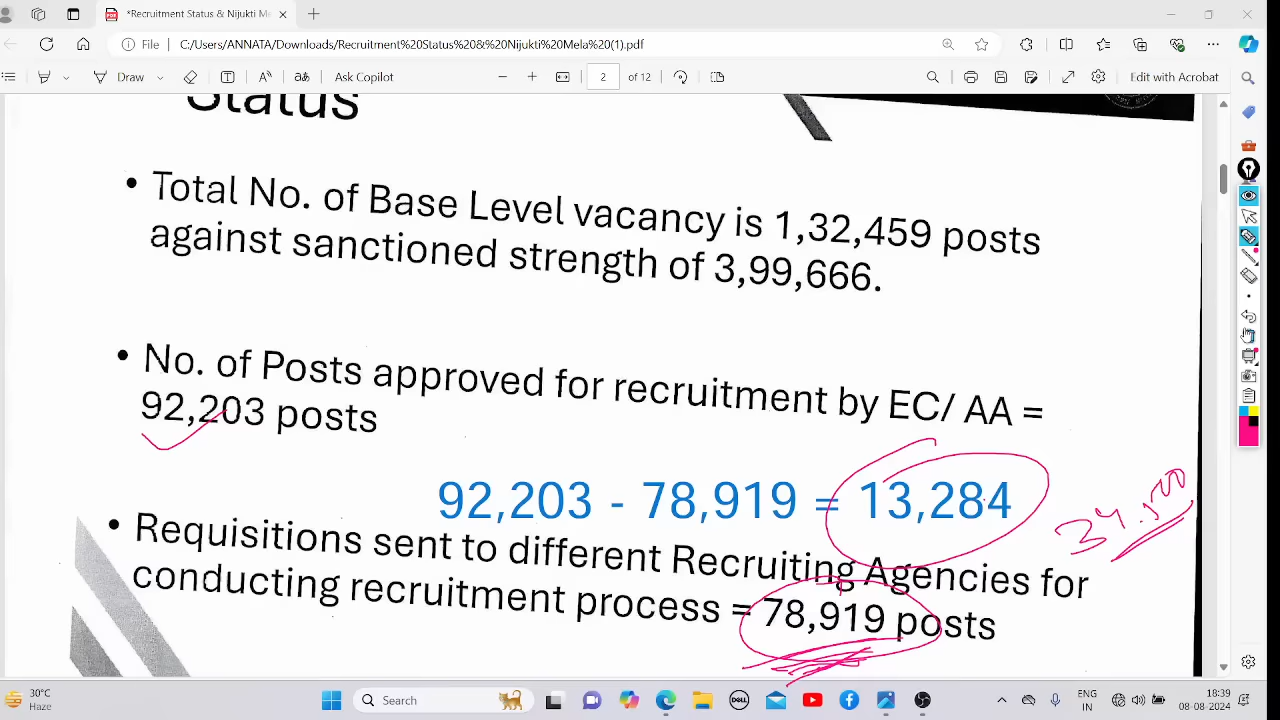 *Recruitment Status & Nijukti Me
File
C:/Users/ANNATA/Downloads/Recruitment%20Status%20&%20Nijukti%20Mela%20(1).pdf
Draw
Ask Copilot
2
of 12
Edit with Acrobat
Status
• Total No. of Base Level vacancy is 1,32,459 posts
against sanctioned strength of 3,99,666.
• No. of Posts approved for recruitment by EC/ AA =
92,203 posts
92,203 - 78,919 = 13,284
34,500
• Requisitions sent to different Recruiting Agencies for
conducting recruitment process = 78,919 posts
30°C
Haze
Search
ENG
IN
18:39
08-08-2024